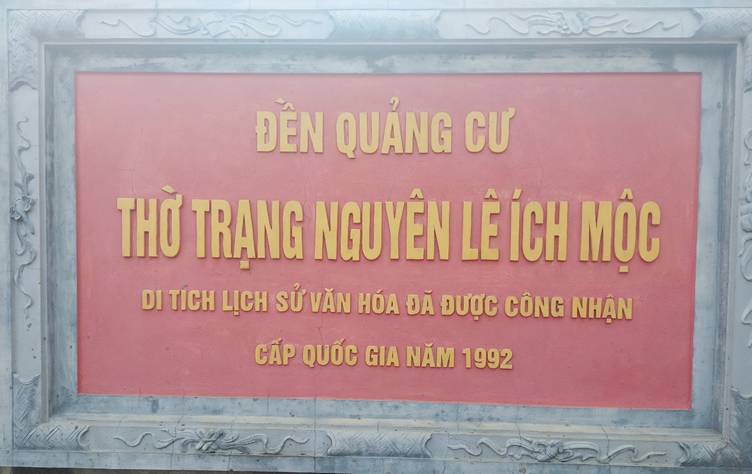 ĐỀN QUẢNG CƯ
THỜ TRẠNG NGUYÊN LÊ ÍCH MỘC
DI TÍCH LỊCH SỬ VĂN HÓA ĐÃ ĐƯỢC CÔNG NHẬN
CẤP QUỐC GIA NĂM 1992